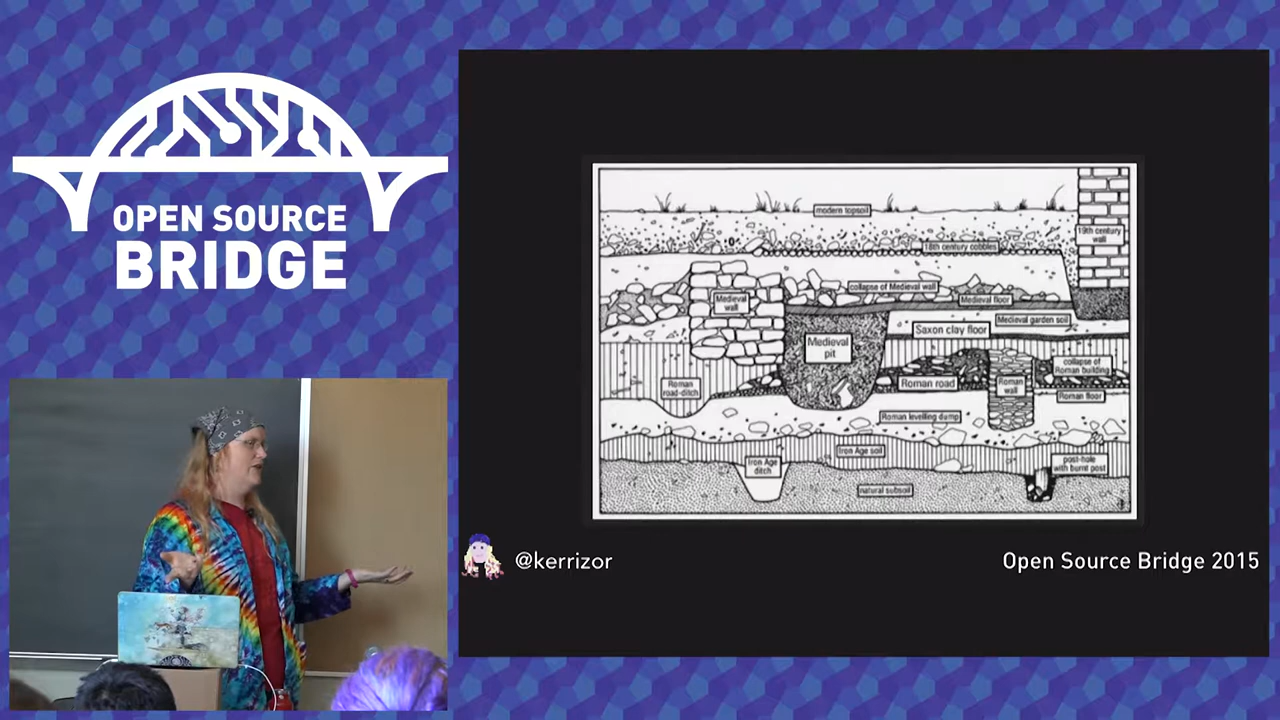 OPEN SOURCE
BRIDGE
modern topsoil
19th century
wall
18th century cobbles
collapse of Medieval wall
Medieval
wall
Medieval floor
Medieval garden soil
Saxon clay floor
Medieval
pit
collapse of
Roman building
Roman
road-ditch
Roman road
Roman
wall
Roman floor
Roman levelling dump
Iron Age soil
Iron Age
ditch
post-hole
with burnt post
natural subsoil
@kerrizor
Open Source Bridge 2015